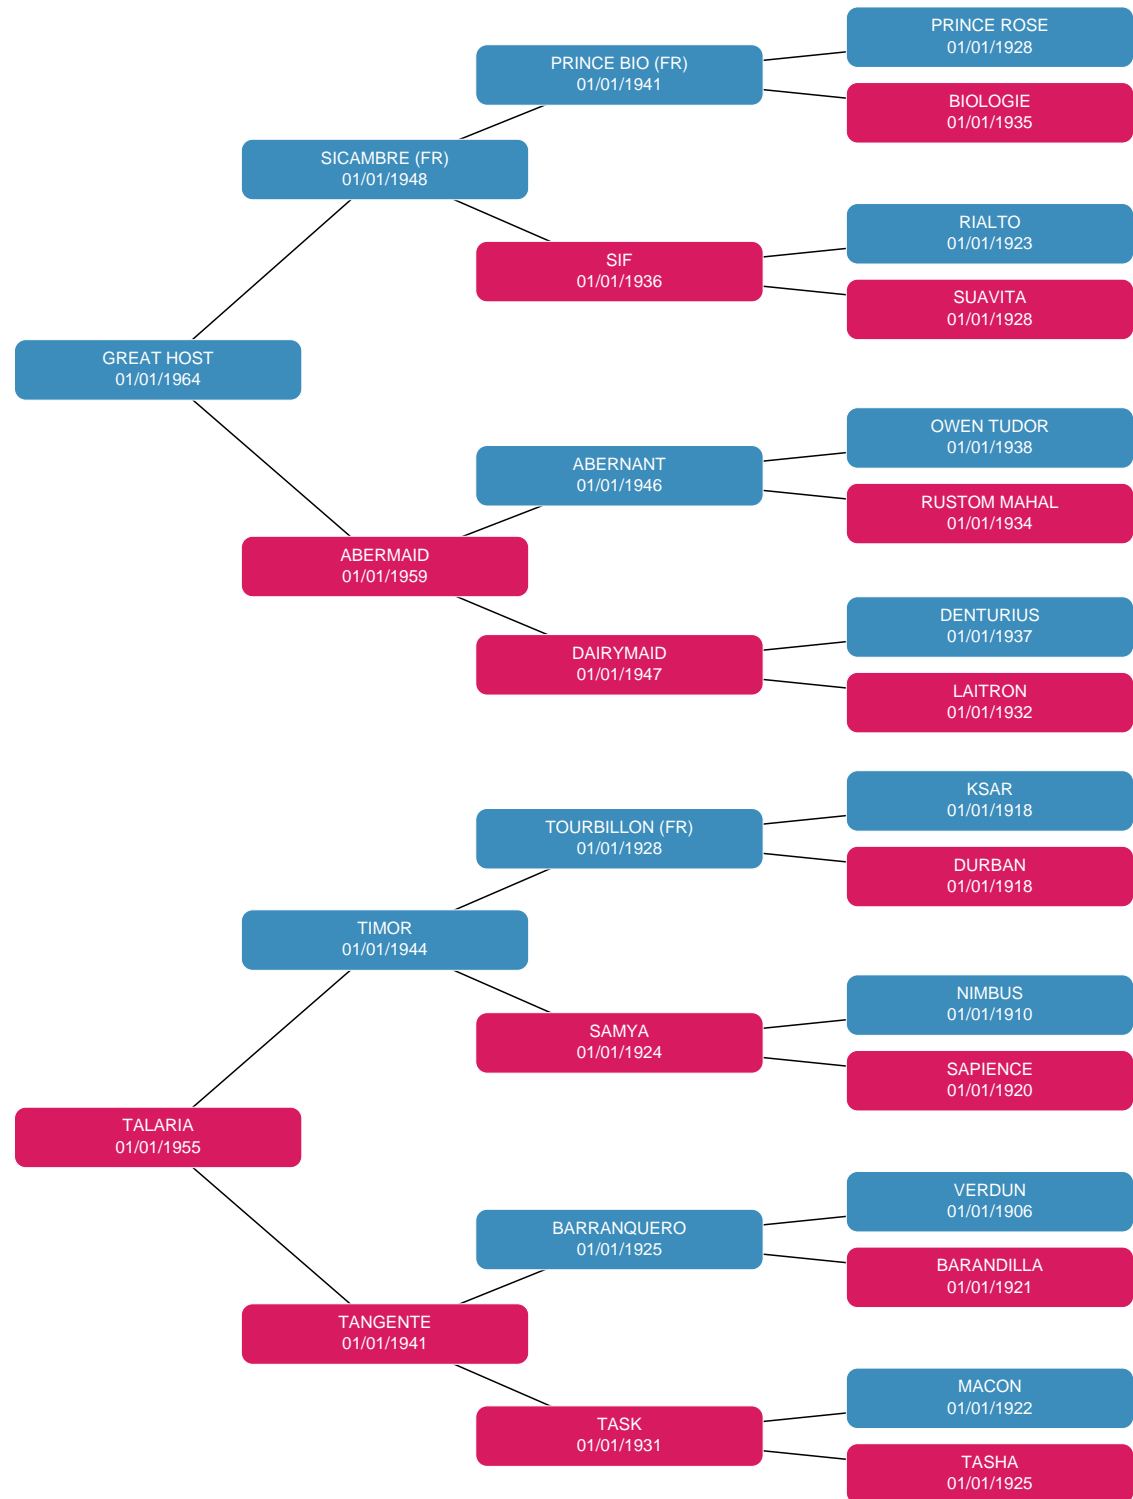 PRINCE ROSE
01/01/1928
PRINCE BIO (FR)
01/01/1941
BIOLOGIE
01/01/1935
SICAMBRE (FR)
01/01/1948
RIALTO
01/01/1923
SIF
01/01/1936
SUAVITA
01/01/1928
GREAT HOST
01/01/1964
OWEN TUDOR
01/01/1938
ABERNANT
01/01/1946
RUSTOM MAHAL
01/01/1934
ABERMAID
01/01/1959
DENTURIUS
01/01/1937
DAIRYMAID
01/01/1947
LAITRON
01/01/1932
KSAR
01/01/1918
TOURBILLON (FR)
01/01/1928
DURBAN
01/01/1918
TIMOR
01/01/1944
NIMBUS
01/01/1910
SAMYA
01/01/1924
SAPIENCE
01/01/1920
TALARIA
01/01/1955
VERDUN
01/01/1906
BARRANQUERO
01/01/1925
BARANDILLA
01/01/1921
TANGENTE
01/01/1941
MACON
01/01/1922
TASK
01/01/1931
TASHA
01/01/1925